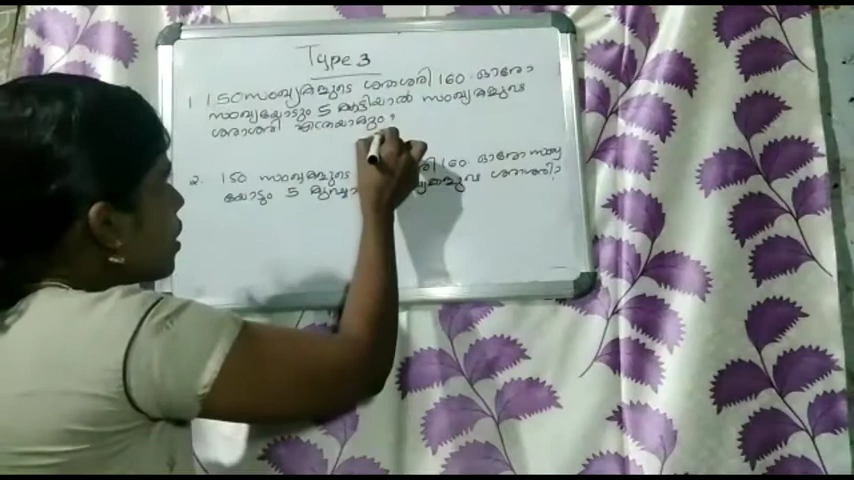 Type 3
1 150 സംഖ്യകളുടെ ശരാശരി 160. ഓരോ
സംഖ്യയോടും 5 കൂട്ടിയാൽ സംഖ്യകളുടെ
ശരാശരി എത്രയാകും?
2. 150 സംഖ്യകളുടെ 160. ഓരോ സംഖ്യ
യോടും 5 ശരാശരി?